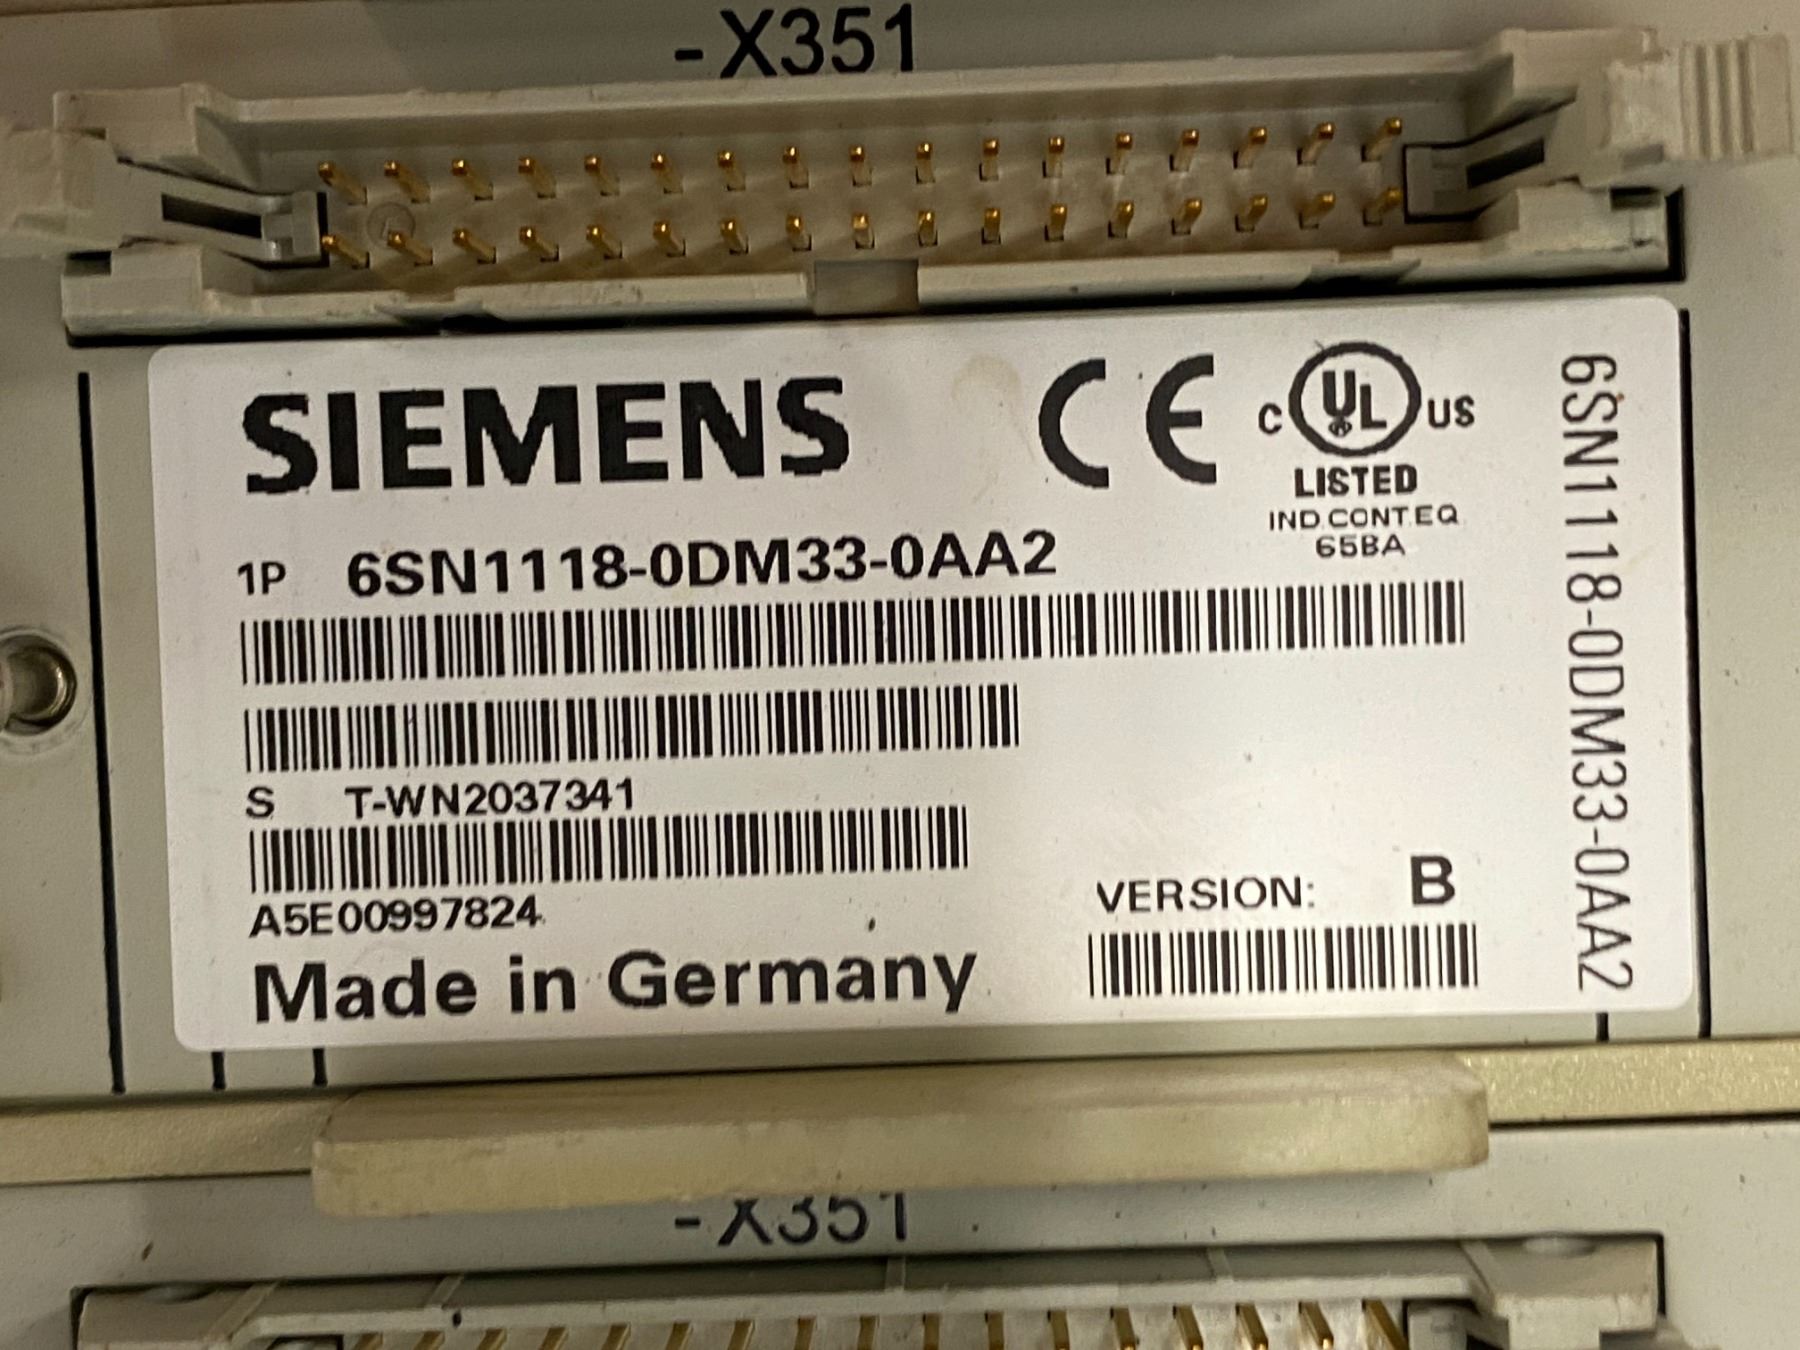 -X351
SIEMENS
CE
C UL US
LISTED
IND.CONT.EQ
65BA
1P 6SN1118-0DM33-0AA2
S T-WN2037341
A5E00997824
Made in Germany
VERSION: B
6SN1118-0DM33-0AA2
-X351